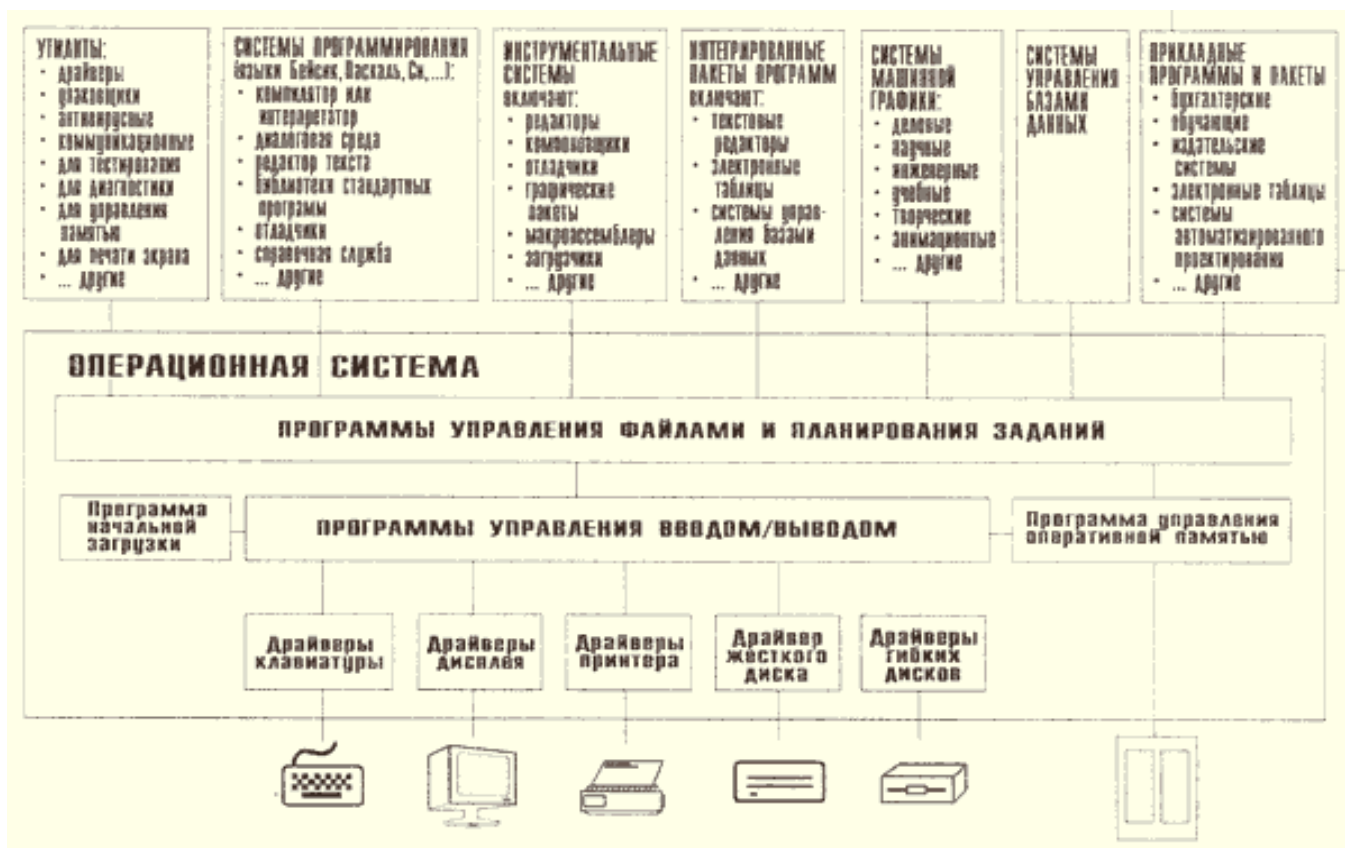 УТИЛИТЫ:
• драйверы
• упаковщики
• антивирусные
• коммуникационные
• для тестирования
• для диагностики
• для управления
памятью
• для печати экрана
• ... другие
СИСТЕМЫ ПРОГРАММИРОВАНИЯ
(языки Бейсик, Паскаль, Си, ...):
• компилятор или
интерпретатор
• диалоговая среда
• редактор текста
• библиотеки стандартных
программ
• отладчики
• справочная служба
• ... другие
ИНСТРУМЕНТАЛЬНЫЕ
СИСТЕМЫ
включают:
• редакторы
• компоновщики
• отладчики
• графические
пакеты
• макроассемблеры
• загрузчики
• ... другие
ИНТЕГРИРОВАННЫЕ
ПАКЕТЫ ПРОГРАММ
включают:
• текстовые
редакторы
• электронные
таблицы
• системы управ-
ления базами
данных
• ... другие
СИСТЕМЫ
МАШИННОЙ
ГРАФИКИ:
• деловые
• научные
• инженерные
• учебные
• творческие
• анимационные
• ... другие
СИСТЕМЫ
УПРАВЛЕНИЯ
БАЗАМИ
ДАННЫХ
ПРИКЛАДНЫЕ
ПРОГРАММЫ И ПАКЕТЫ
• бухгалтерские
• обучающие
• издательские
системы
• электронные таблицы
• системы
автоматизированного
проектирования
• ... другие
ОПЕРАЦИОННАЯ СИСТЕМА
ПРОГРАММЫ УПРАВЛЕНИЯ ФАЙЛАМИ И ПЛАНИРОВАНИЯ ЗАДАНИЙ
Программа
начальной
загрузки
ПРОГРАММЫ УПРАВЛЕНИЯ ВВОДОМ/ВЫВОДОМ
Программа управления
оперативной памятью
Драйверы
клавиатуры
Драйверы
дисплея
Драйверы
принтера
Драйвер
жёсткого
диска
Драйверы
гибких
дисков